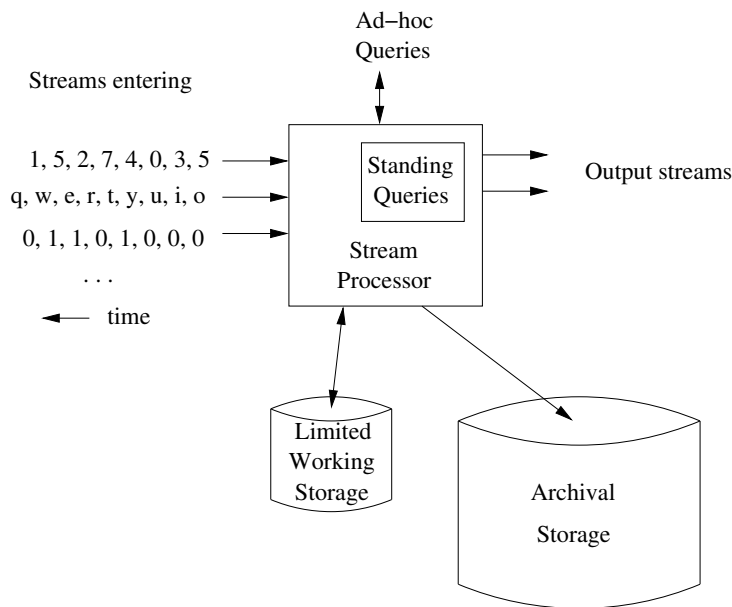 Ad−hoc
Queries
Streams entering
1, 5, 2, 7, 4, 0, 3, 5
q, w, e, r, t, y, u, i, o
0, 1, 1, 0, 1, 0, 0, 0
. . .
time
Standing
Queries
Stream
Processor
Output streams
Limited
Working
Storage
Archival
Storage